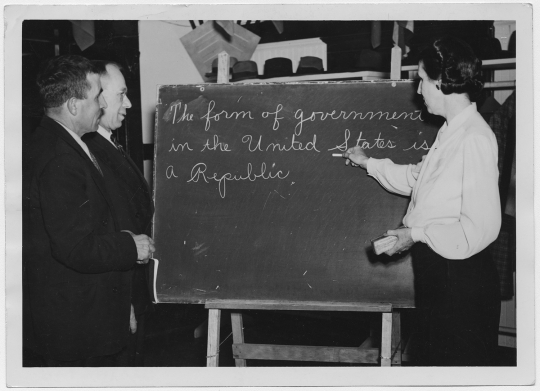 The form of government
in the United States is
a Republic